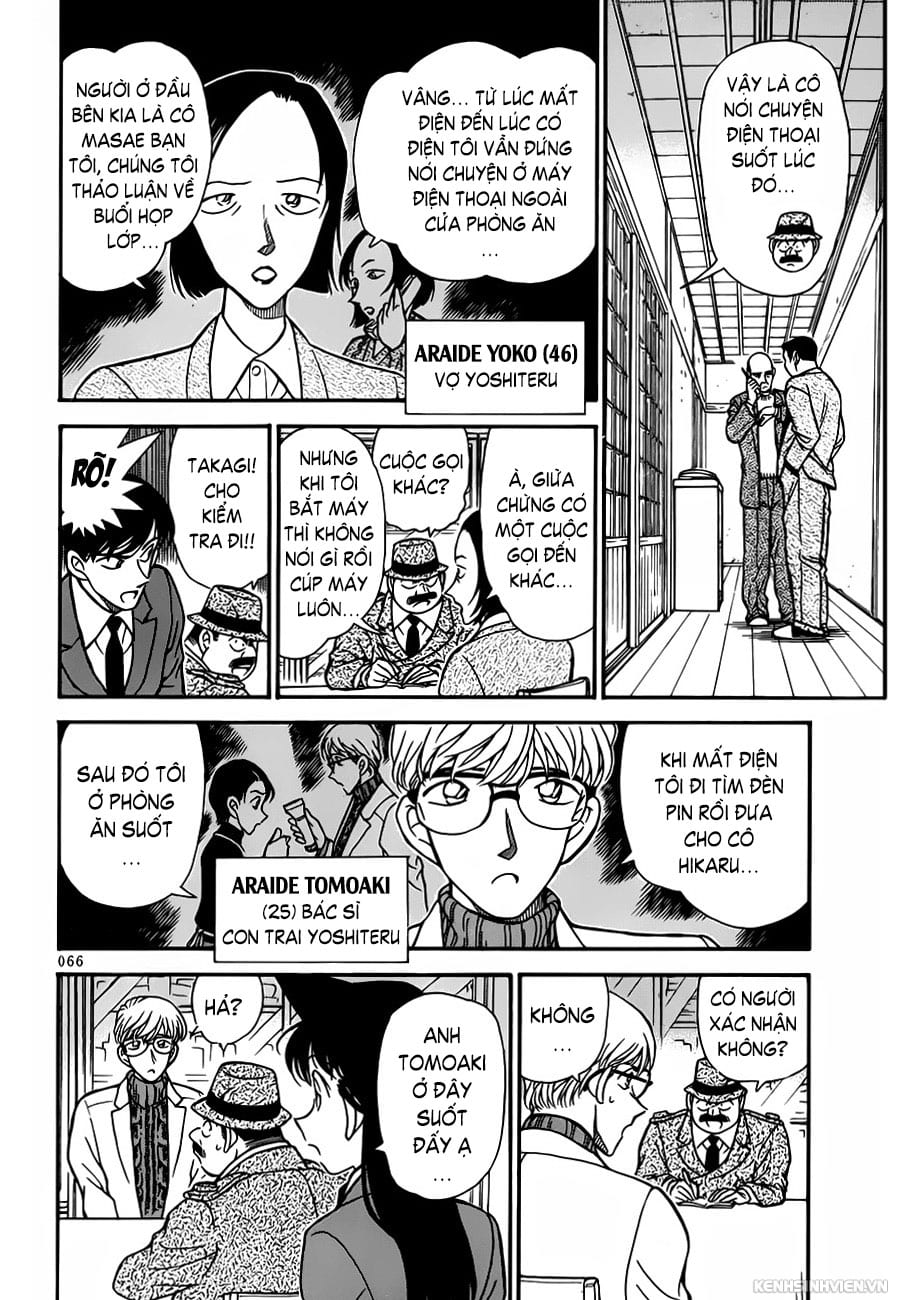 VẬY LÀ CÔ
NÓI CHUYỆN
ĐIỆN THOẠI
SUỐT LÚC
ĐÓ...
VÂNG... TỪ LÚC MẤT
ĐIỆN ĐẾN LÚC CÓ
ĐIỆN TÔI VẪN ĐỨNG
NÓI CHUYỆN Ở MÁY
ĐIỆN THOẠI NGOÀI
CỬA PHÒNG ĂN
...
NGƯỜI Ở ĐẦU
BÊN KIA LÀ CÔ
MASAE BẠN
TÔI, CHÚNG TÔI
THẢO LUẬN VỀ
BUỔI HỌP
LỚP...
ARAIDE YOKO (46)
VỢ YOSHITERU
À, GIỮA
CHỪNG CÓ
MỘT CUỘC
GỌI ĐẾN
KHÁC...
CUỘC GỌI
KHÁC?
NHƯNG
KHI TÔI
BẮT MÁY
THÌ KHÔNG
NÓI GÌ RỒI
CÚP MÁY
LUÔN...
TAKAGI!
CHO
KIỂM
TRA ĐI!!
RÕ!
KHI MẤT ĐIỆN
TÔI ĐI TÌM ĐÈN
PIN RỒI ĐƯA
CHO CÔ
HIKARU...
SAU ĐÓ TÔI
Ở PHÒNG
ĂN SUỐT
...
ARAIDE TOMOAKI
(25) BÁC SĨ
CON TRAI YOSHITERU
066
CÓ NGƯỜI
XÁC NHẬN
KHÔNG?
KHÔNG
...
ANH
TOMOAKI
Ở ĐÂY
SUỐT
ĐẤY Ạ
...
HẢ?
KENHSINHVIEN.VN